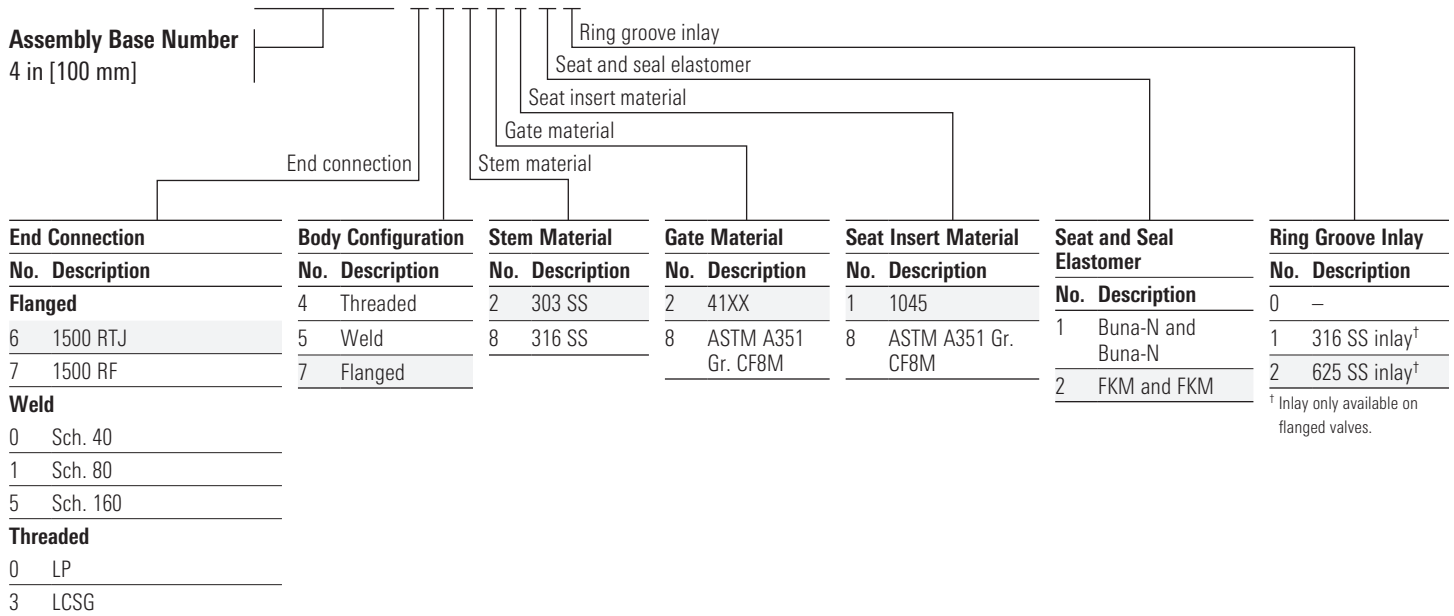 Assembly Base Number
4 in [100 mm]
Ring groove inlay
Seat and seal elastomer
Seat insert material
Gate material
End connection
Stem material
End Connection
No. Description
Flanged
6 1500 RTJ
7 1500 RF
Weld
0 Sch. 40
1 Sch. 80
5 Sch. 160
Threaded
0 LP
3 LCSG
Body Configuration
No. Description
4 Threaded
5 Weld
7 Flanged
Stem Material
No. Description
2 303 SS
8 316 SS
Gate Material
No. Description
2 41XX
8 ASTM A351
Gr. CF8M
Seat Insert Material
No. Description
1 1045
8 ASTM A351 Gr.
CF8M
Seat and Seal
Elastomer
No. Description
1 Buna-N and
Buna-N
2 FKM and FKM
Ring Groove Inlay
No. Description
0 –
1 316 SS inlay†
2 625 SS inlay†
† Inlay only available on
flanged valves.